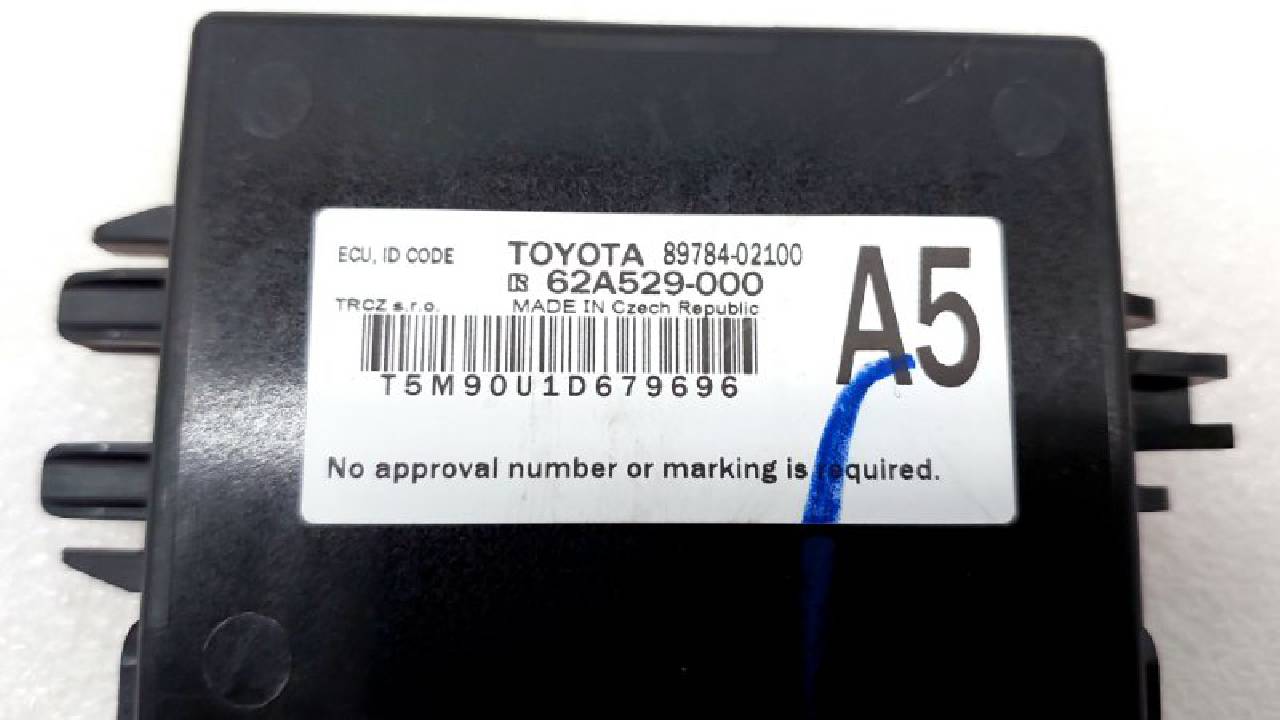 ECU, ID CODE TOYOTA 89784-02100 A5
62A529-000
TRCZ s.r.o. MADE IN Czech Republic
T5M90U1D679696
No approval number or marking is required.